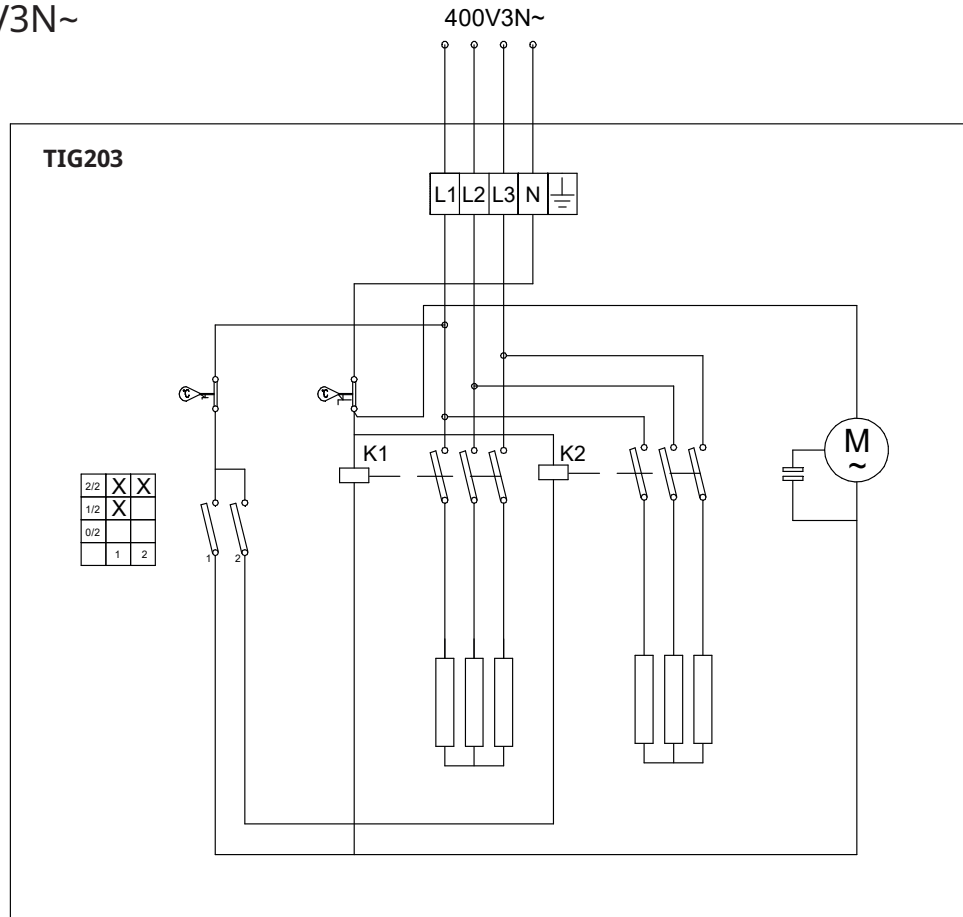 V3N~
400V3N~
TIG203
L1 L2 L3 N
°C °C
K1 K2
M
~
2/2 X X
1/2 X
0/2
1 2
1 2